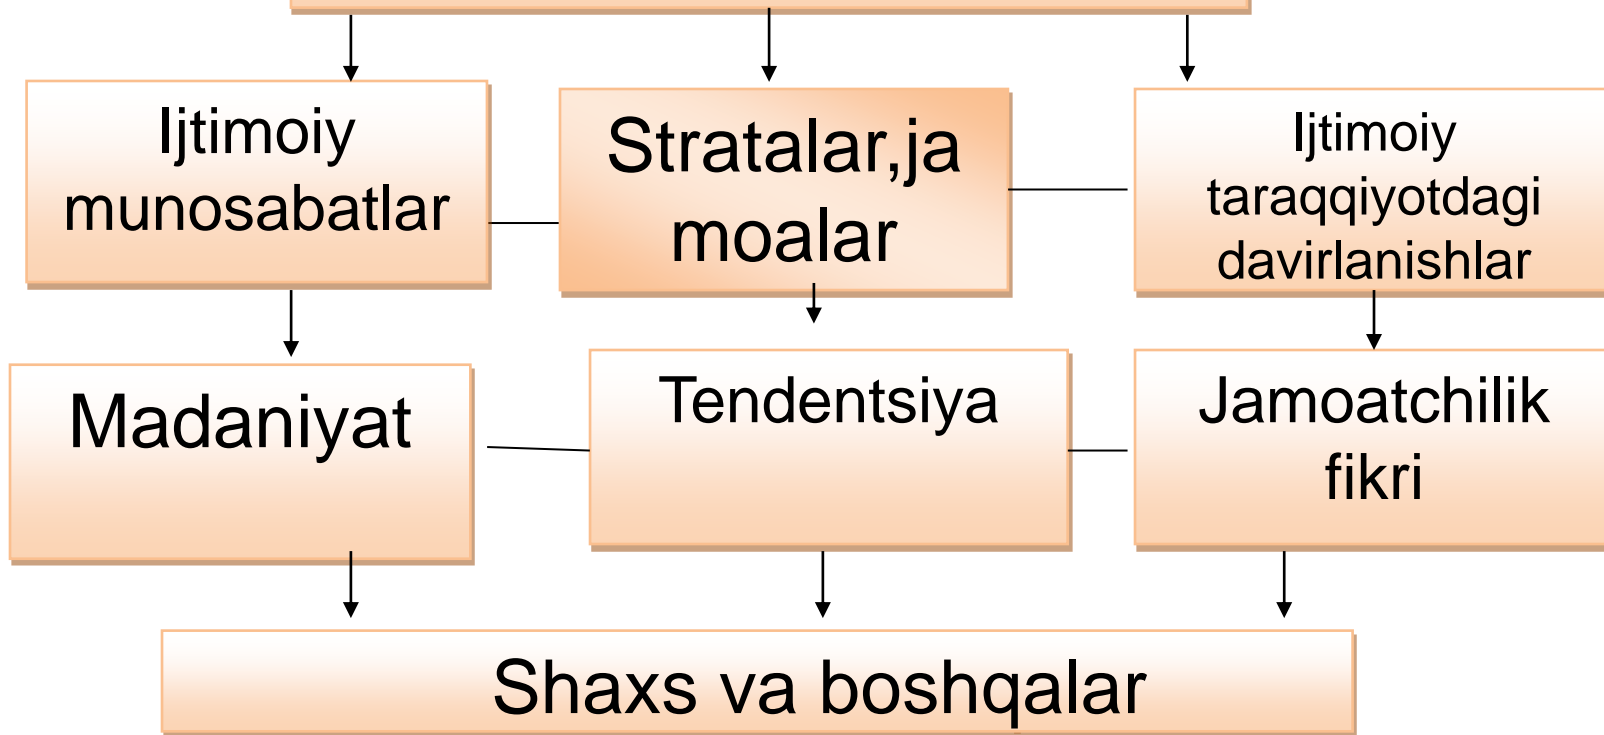 Ijtimoiy
munosabatlar
Stratalar,ja
moalar
Ijtimoiy
taraqqiyotdagi
davirlanishlar
Madaniyat
Tendentsiya
Jamoatchilik
fikri
Shaxs va boshqalar